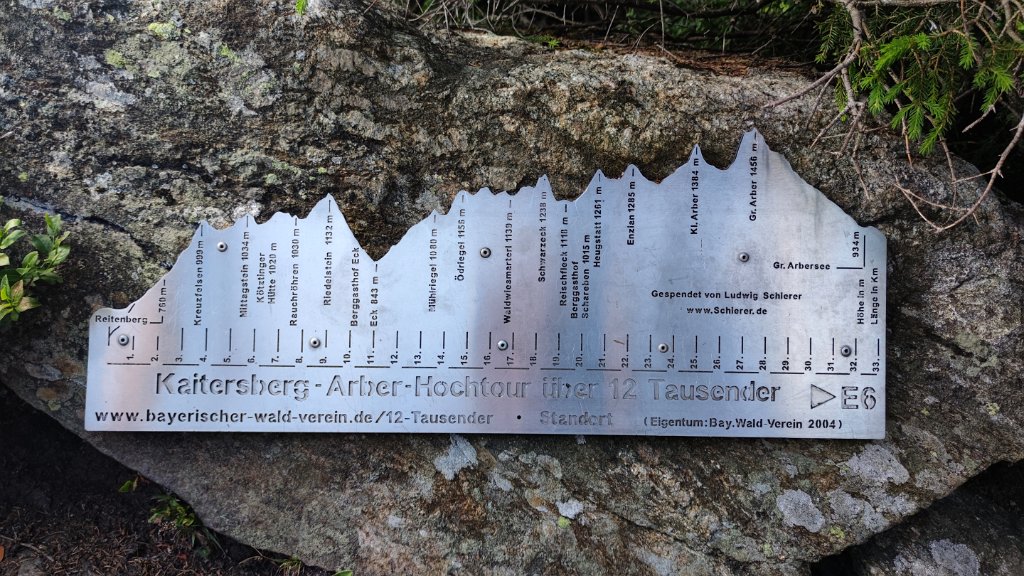 Reitenberg
760 m
Kreuzfelsen 999 m
Mittagstein 1034 m
Kötztinger
Hütte 1020 m
Rauchröhren 1030 m
Riedelstein 1132 m
Berggasthof Eck
Eck 843 m
Mühlriegel 1080 m
Ödriegel 1156 m
Waldwiesmarterl 1139 m
Schwarzeck 1238 m
Reischfleck 1118 m
Berggasthof
Schareben 1015 m
Heugstatt 1261 m
Enzian 1285 m
Kl. Arber 1384 m
Gr. Arber 1456 m
Gr. Arbersee
934 m
Höhe in m
Länge in Km
Gespendet von Ludwig Schierer
www.Schierer.de
1. 2. 3. 4. 5. 6. 7. 8. 9. 10. 11. 12. 13. 14. 15. 16. 17. 18. 19. 20. 21. 22. 23. 24. 25. 26. 27. 28. 29. 30. 31. 32. 33.
Kaitersberg-Arber-Hochtour über 12 Tausender ▷E6
www.bayerischer-wald-verein.de/12-Tausender • Standort (Eigentum: Bay.Wald-Verein 2004)